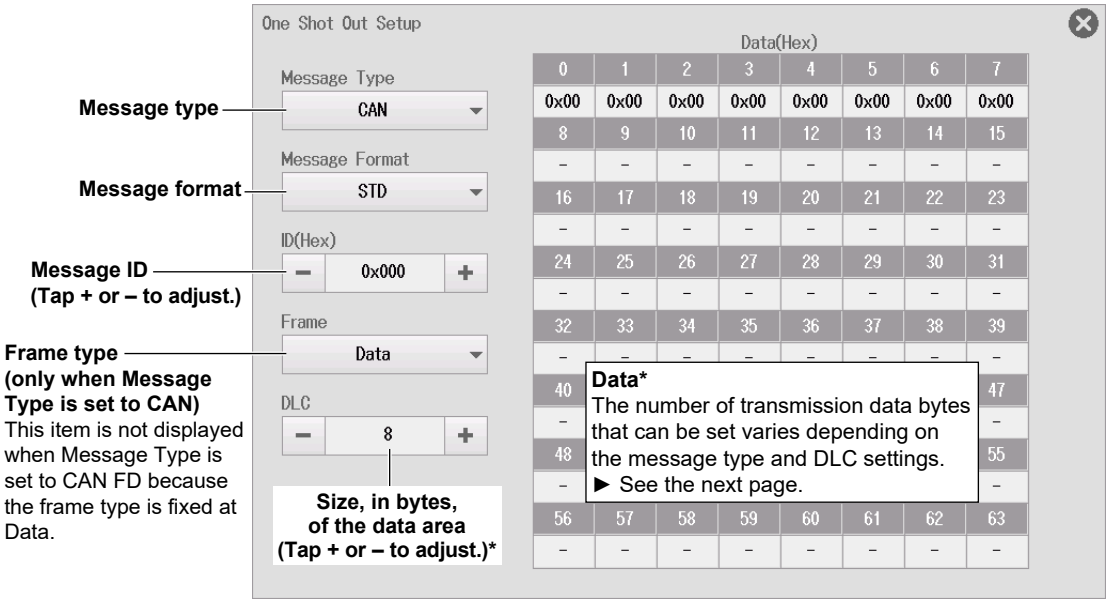 One Shot Out Setup
Data(Hex)
Message Type
CAN
Message type
Message Format
STD
Message format
ID(Hex)
0x000
Message ID
(Tap + or – to adjust.)
Frame
Data
Frame type
(only when Message
Type is set to CAN)
This item is not displayed
when Message Type is
set to CAN FD because
the frame type is fixed at
Data.
DLC
8
Size, in bytes,
of the data area
(Tap + or – to adjust.)*
0 1 2 3 4 5 6 7
0x00 0x00 0x00 0x00 0x00 0x00 0x00 0x00
8 9 10 11 12 13 14 15
– – – – – – – –
16 17 18 19 20 21 22 23
– – – – – – – –
24 25 26 27 28 29 30 31
– – – – – – – –
32 33 34 35 36 37 38 39
– – – – – – – –
40 47
–
48 55
– –
56 57 58 59 60 61 62 63
– – – – – – – –
Data*
The number of transmission data bytes
that can be set varies depending on
the message type and DLC settings.
► See the next page.